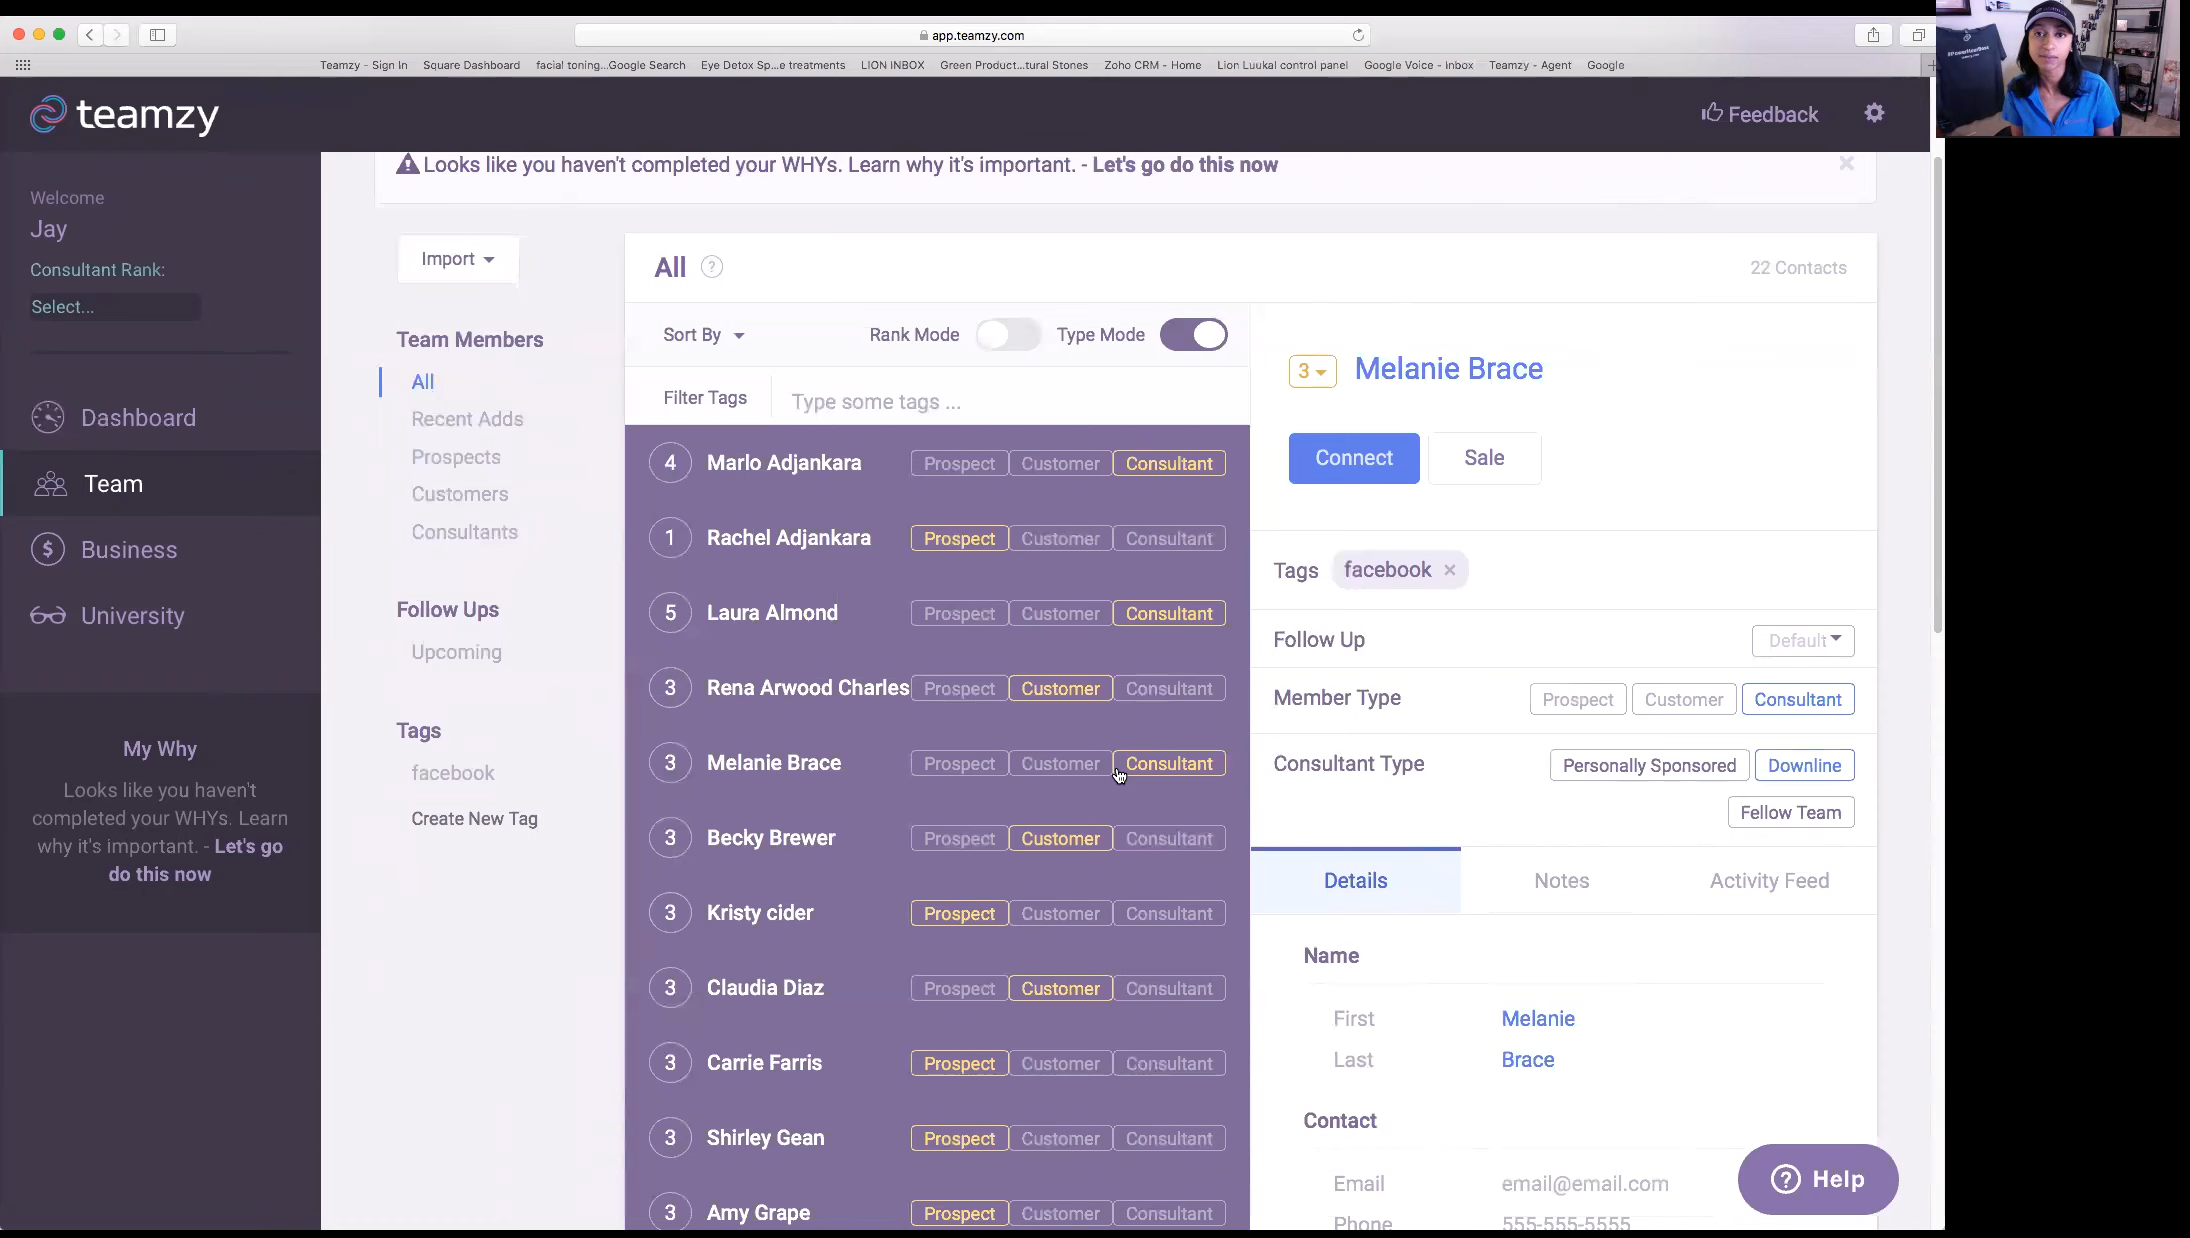 app.teamzy.com
Teamzy - Sign In Square Dashboard facial toning...Google Search Eye Detox Sp...e treatments LION INBOX Green Product...tural Stones Zoho CRM - Home Lion Luukal control panel Google Voice - Inbox Teamzy - Agent Google
teamzy
Feedback
Looks like you haven't completed your WHYs. Learn why it's important. - Let's go do this now
Welcome
Jay
Consultant Rank:
Select...
Dashboard
Team
Business
University
My Why
Looks like you haven't
completed your WHYs. Learn
why it's important. - Let's go
do this now
Import
Team Members
All
Recent Adds
Prospects
Customers
Consultants
Follow Ups
Upcoming
Tags
facebook
Create New Tag
All ?
22 Contacts
Sort By Rank Mode Type Mode
Filter Tags Type some tags ...
4 Marlo Adjankara Prospect Customer Consultant
1 Rachel Adjankara Prospect Customer Consultant
5 Laura Almond Prospect Customer Consultant
3 Rena Arwood Charles Prospect Customer Consultant
3 Melanie Brace Prospect Customer Consultant
3 Becky Brewer Prospect Customer Consultant
3 Kristy cider Prospect Customer Consultant
3 Claudia Diaz Prospect Customer Consultant
3 Carrie Farris Prospect Customer Consultant
3 Shirley Gean Prospect Customer Consultant
3 Amy Grape Prospect Customer Consultant
3 Melanie Brace
Connect Sale
Tags facebook ×
Follow Up Default
Member Type Prospect Customer Consultant
Consultant Type Personally Sponsored Downline
Fellow Team
Details Notes Activity Feed
Name
First Melanie
Last Brace
Contact
Email email@email.com
Phone 555-555-5555
? Help